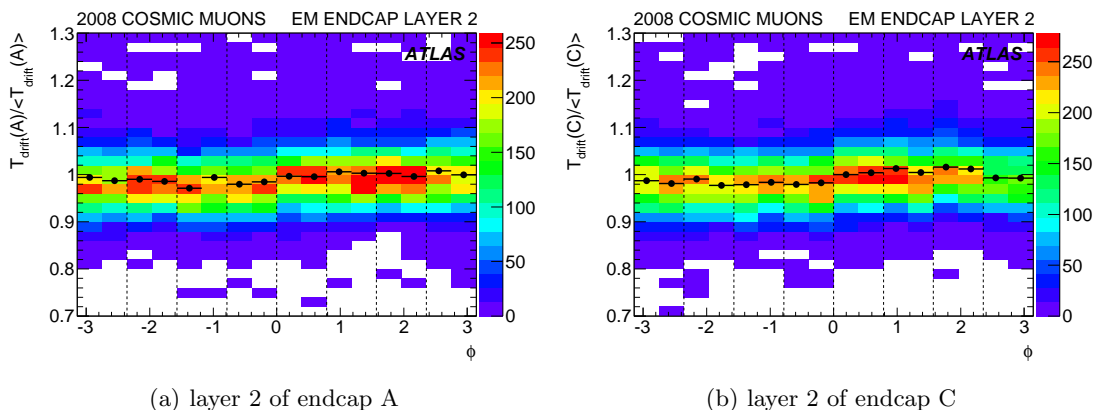 2008 COSMIC MUONS EM ENDCAP LAYER 2
ATLAS
T_drift(A)/<T_drift(A)>
1.3
1.2
1.1
1
0.9
0.8
0.7
-3 -2 -1 0 1 2 3
φ
250
200
150
100
50
0
(a) layer 2 of endcap A
2008 COSMIC MUONS EM ENDCAP LAYER 2
ATLAS
T_drift(C)/<T_drift(C)>
1.3
1.2
1.1
1
0.9
0.8
0.7
-3 -2 -1 0 1 2 3
φ
250
200
150
100
50
0
(b) layer 2 of endcap C